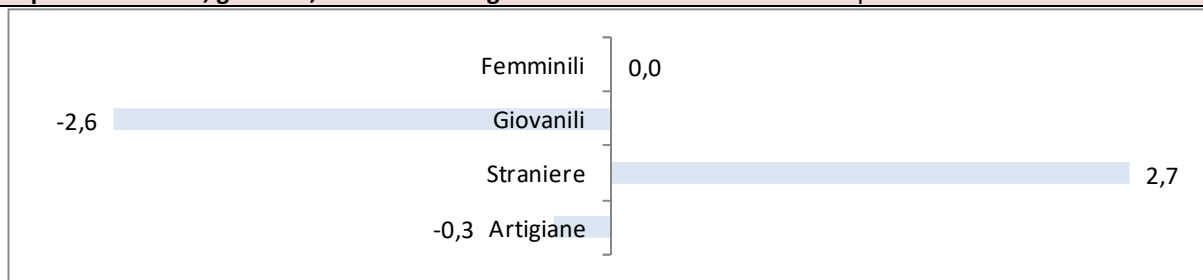 Femminili 0,0
-2,6 Giovanili
Straniere 2,7
-0,3 Artigiane